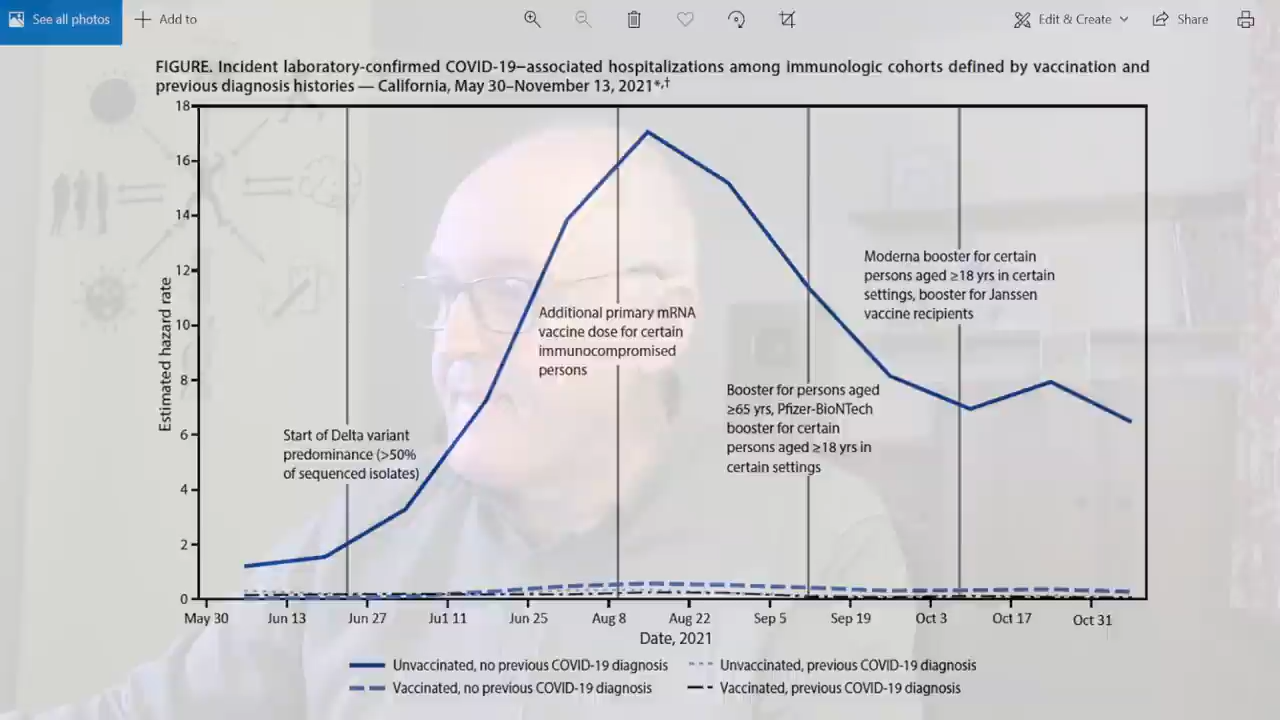 See all photos
Add to
Edit & Create
Share
FIGURE. Incident laboratory-confirmed COVID-19–associated hospitalizations among immunologic cohorts defined by vaccination and
previous diagnosis histories — California, May 30–November 13, 2021*,†
18
16
14
12
10
8
6
4
2
0
Estimated hazard rate
Start of Delta variant
predominance (>50%
of sequenced isolates)
Additional primary mRNA
vaccine dose for certain
immunocompromised
persons
Booster for persons aged
≥65 yrs, Pfizer-BioNTech
booster for certain
persons aged ≥18 yrs in
certain settings
Moderna booster for certain
persons aged ≥18 yrs in certain
settings, booster for Janssen
vaccine recipients
May 30 Jun 13 Jun 27 Ju1 11 Jun 25 Aug 8 Aug 22 Sep 5 Sep 19 Oct 3 Oct 17 Oct 31
Date, 2021
Unvaccinated, no previous COVID-19 diagnosis
Unvaccinated, previous COVID-19 diagnosis
Vaccinated, no previous COVID-19 diagnosis
Vaccinated, previous COVID-19 diagnosis